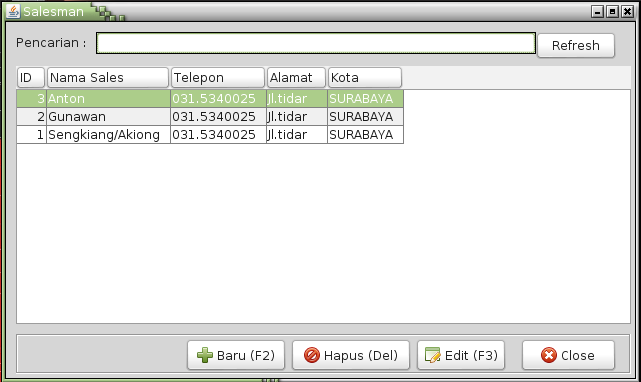 Salesman
Pencarian : Refresh
ID Nama Sales Telepon Alamat Kota
3 Anton 031.5340025 Jl.tidar SURABAYA
2 Gunawan 031.5340025 Jl.tidar SURABAYA
1 Sengkiang/Akiong 031.5340025 Jl.tidar SURABAYA
Baru (F2) Hapus (Del) Edit (F3) Close